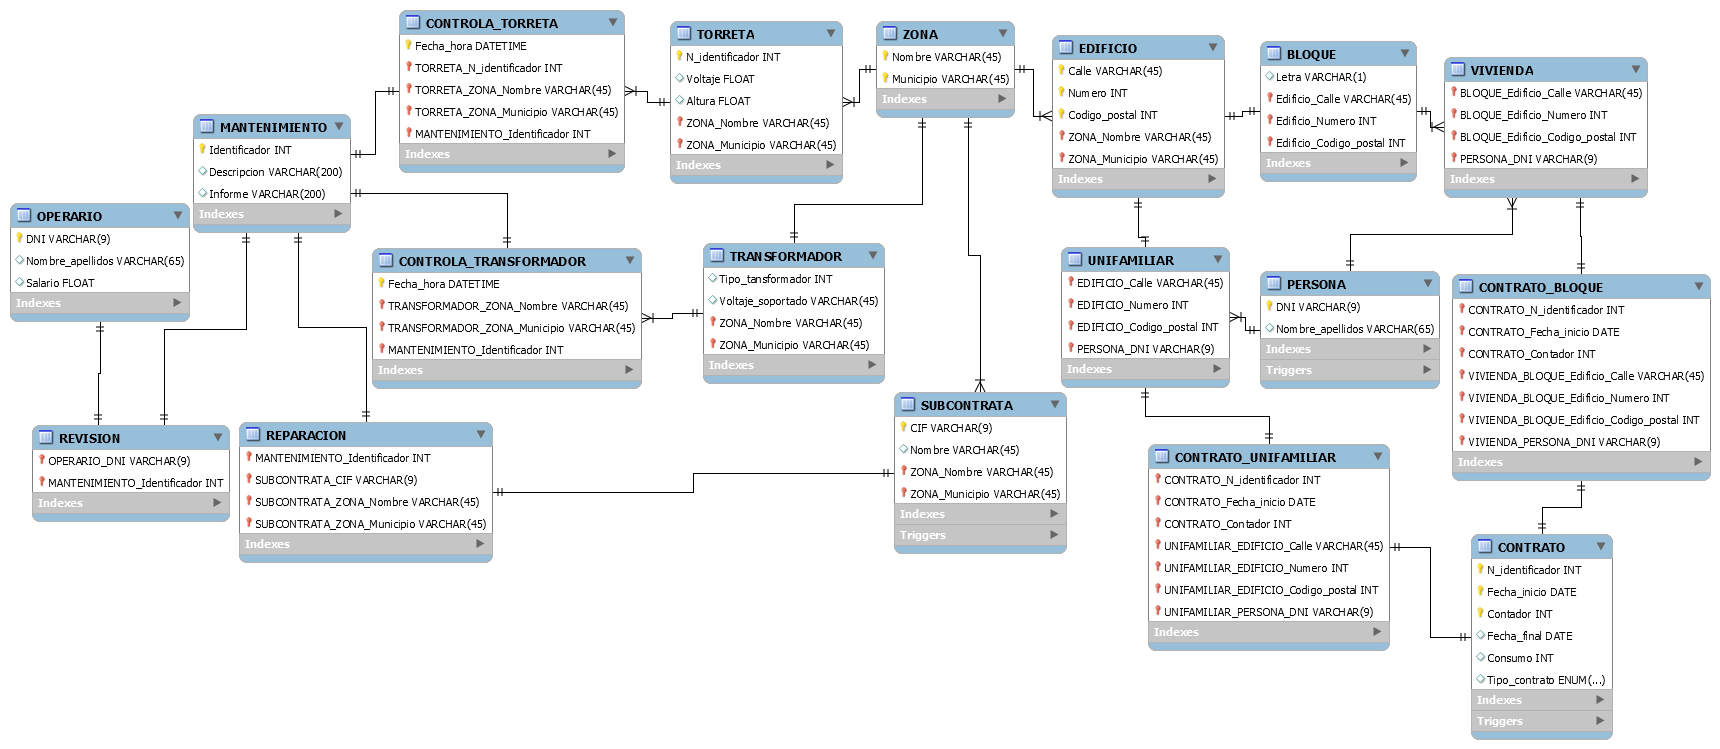 CONTROLA_TORRETA
Fecha_hora DATETIME
TORRETA_N_identificador INT
TORRETA_ZONA_Nombre VARCHAR(45)
TORRETA_ZONA_Municipio VARCHAR(45)
MANTENIMIENTO_Identificador INT
Indexes
TORRETA
N_identificador INT
Voltaje FLOAT
Altura FLOAT
ZONA_Nombre VARCHAR(45)
ZONA_Municipio VARCHAR(45)
Indexes
ZONA
Nombre VARCHAR(45)
Municipio VARCHAR(45)
Indexes
EDIFICIO
Calle VARCHAR(45)
Numero INT
Codigo_postal INT
ZONA_Nombre VARCHAR(45)
ZONA_Municipio VARCHAR(45)
Indexes
BLOQUE
Letra VARCHAR(1)
Edificio_Calle VARCHAR(45)
Edificio_Numero INT
Edificio_Codigo_postal INT
Indexes
VIVIENDA
BLOQUE_Edificio_Calle VARCHAR(45)
BLOQUE_Edificio_Numero INT
BLOQUE_Edificio_Codigo_postal INT
PERSONA_DNI VARCHAR(9)
Indexes
MANTENIMIENTO
Identificador INT
Descripcion VARCHAR(200)
Informe VARCHAR(200)
Indexes
OPERARIO
DNI VARCHAR(9)
Nombre_apellidos VARCHAR(65)
Salario FLOAT
Indexes
CONTROLA_TRANSFORMADOR
Fecha_hora DATETIME
TRANSFORMADOR_ZONA_Nombre VARCHAR(45)
TRANSFORMADOR_ZONA_Municipio VARCHAR(45)
MANTENIMIENTO_Identificador INT
Indexes
TRANSFORMADOR
Tipo_tansformador INT
Voltaje_soportado VARCHAR(45)
ZONA_Nombre VARCHAR(45)
ZONA_Municipio VARCHAR(45)
Indexes
UNIFAMILIAR
EDIFICIO_Calle VARCHAR(45)
EDIFICIO_Numero INT
EDIFICIO_Codigo_postal INT
PERSONA_DNI VARCHAR(9)
Indexes
PERSONA
DNI VARCHAR(9)
Nombre_apellidos VARCHAR(65)
Indexes
Triggers
CONTRATO_BLOQUE
CONTRATO_N_identificador INT
CONTRATO_Fecha_inicio DATE
CONTRATO_Contador INT
VIVIENDA_BLOQUE_Edificio_Calle VARCHAR(45)
VIVIENDA_BLOQUE_Edificio_Numero INT
VIVIENDA_BLOQUE_Edificio_Codigo_postal INT
VIVIENDA_PERSONA_DNI VARCHAR(9)
Indexes
REVISION
OPERARIO_DNI VARCHAR(9)
MANTENIMIENTO_Identificador INT
Indexes
REPARACION
MANTENIMIENTO_Identificador INT
SUBCONTRATA_CIF VARCHAR(9)
SUBCONTRATA_ZONA_Nombre VARCHAR(45)
SUBCONTRATA_ZONA_Municipio VARCHAR(45)
Indexes
SUBCONTRATA
CIF VARCHAR(9)
Nombre VARCHAR(45)
ZONA_Nombre VARCHAR(45)
ZONA_Municipio VARCHAR(45)
Indexes
Triggers
CONTRATO_UNIFAMILIAR
CONTRATO_N_identificador INT
CONTRATO_Fecha_inicio DATE
CONTRATO_Contador INT
UNIFAMILIAR_EDIFICIO_Calle VARCHAR(45)
UNIFAMILIAR_EDIFICIO_Numero INT
UNIFAMILIAR_EDIFICIO_Codigo_postal INT
UNIFAMILIAR_PERSONA_DNI VARCHAR(9)
Indexes
CONTRATO
N_identificador INT
Fecha_inicio DATE
Contador INT
Fecha_final DATE
Consumo INT
Tipo_contrato ENUM(...)
Indexes
Triggers